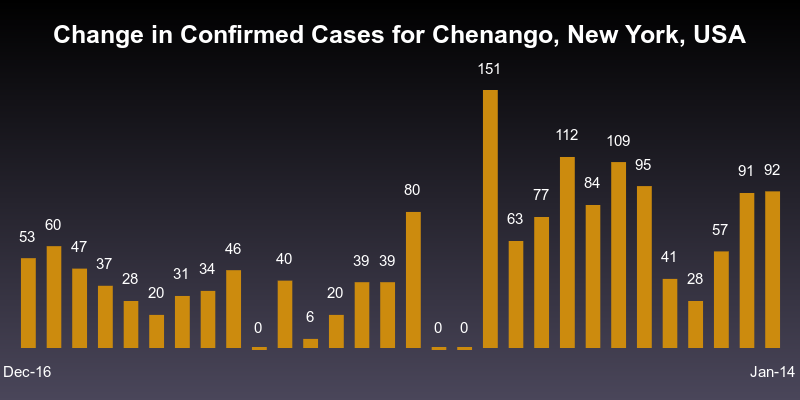 Change in Confirmed Cases for Chenango, New York, USA
53 60 47 37 28 20 31 34 46 0 40 6 20 39 39 80 0 0 151 63 77 112 84 109 95 41 28 57 91 92
Dec-16 Jan-14